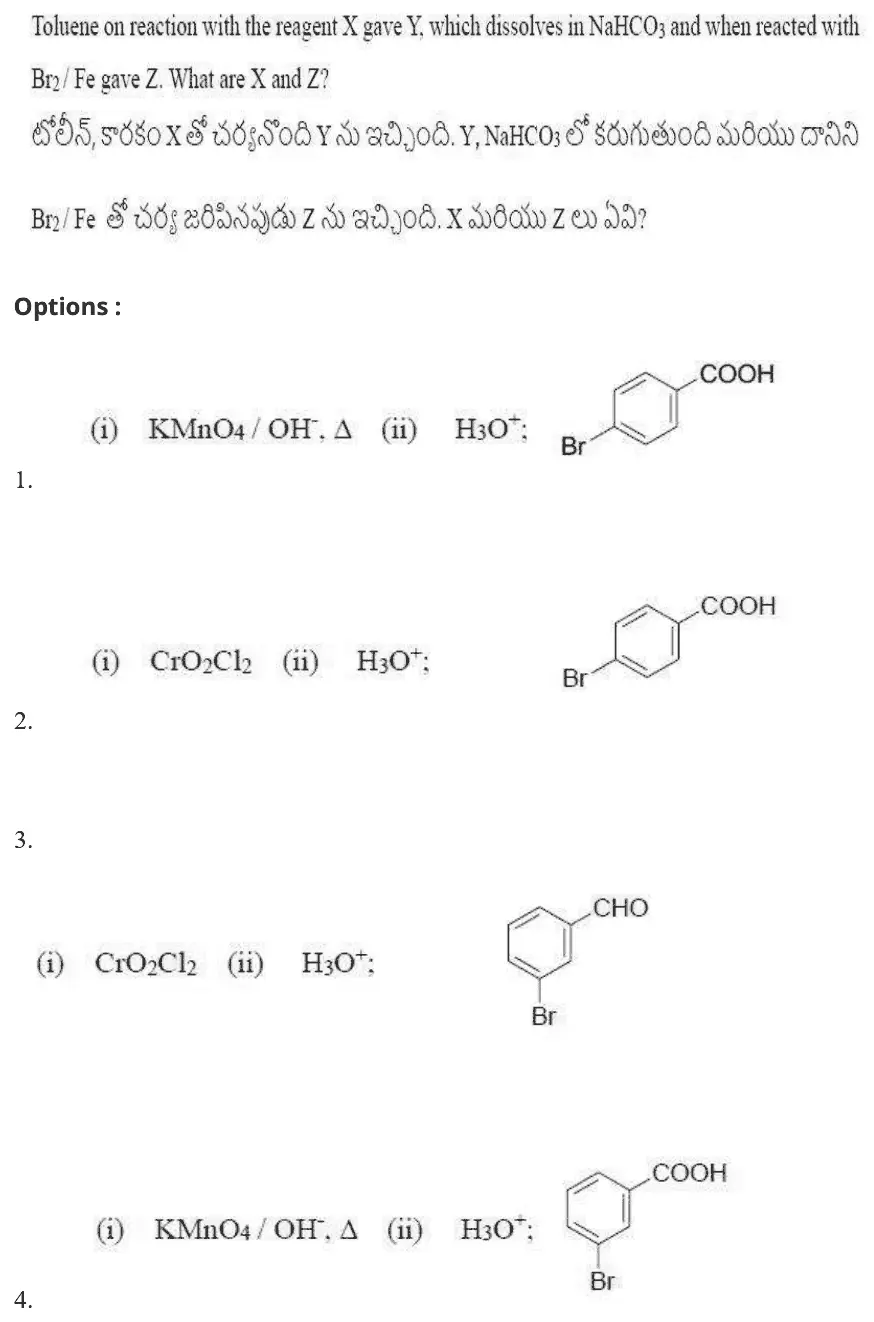 Toluene on reaction with the reagent X gave Y, which dissolves in NaHCO3 and when reacted with
Br2 / Fe gave Z. What are X and Z?
టోలీన్, కారకం X తో చర్యనొంది Y ను ఇచ్చింది. Y, NaHCO3 లో కరుగుతుంది మరియు దానిని
Br2 / Fe తో చర్య జరిపినపుడు Z ను ఇచ్చింది. X మరియు Z లు ఏవి?
Options :
COOH
(i) KMnO4 / OH⁻, Δ (ii) H3O⁺;
Br
1.
COOH
(i) CrO2Cl2 (ii) H3O⁺;
Br
2.
3.
CHO
(i) CrO2Cl2 (ii) H3O⁺;
Br
COOH
(i) KMnO4 / OH⁻, Δ (ii) H3O⁺;
Br
4.